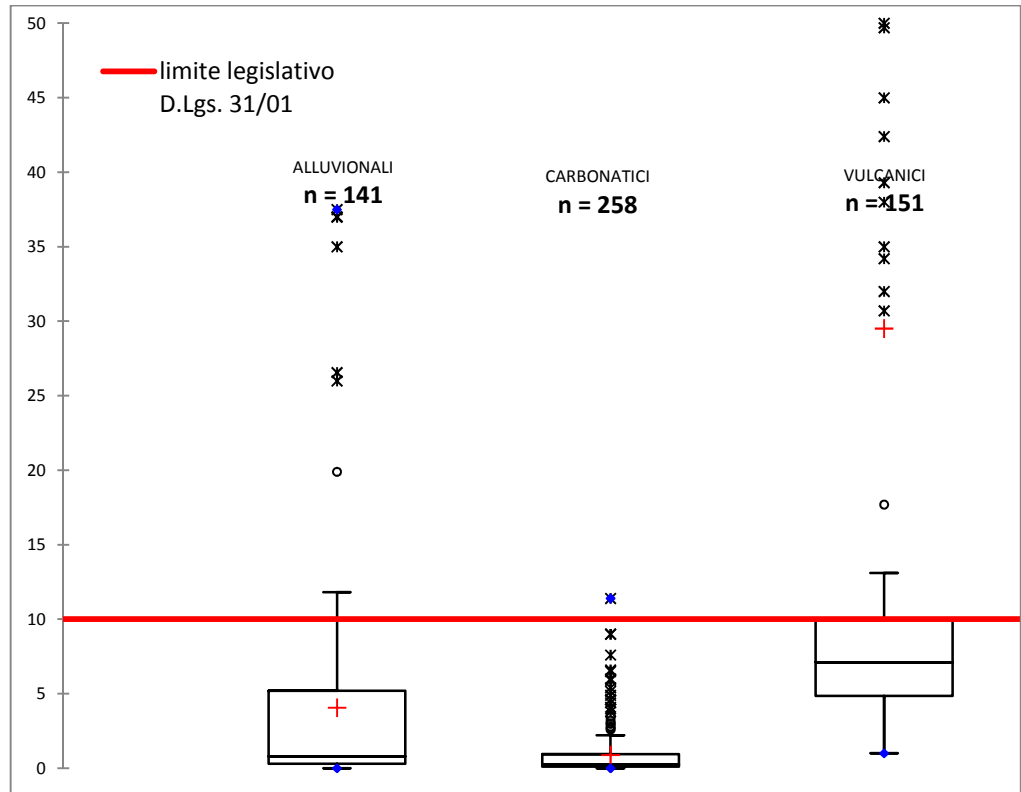 50
45
40
35
30
25
20
15
10
5
0
limite legislativo
D.Lgs. 31/01
ALLUVIONALI
n = 141
CARBONATICI
n = 258
VULCANICI
n = 151